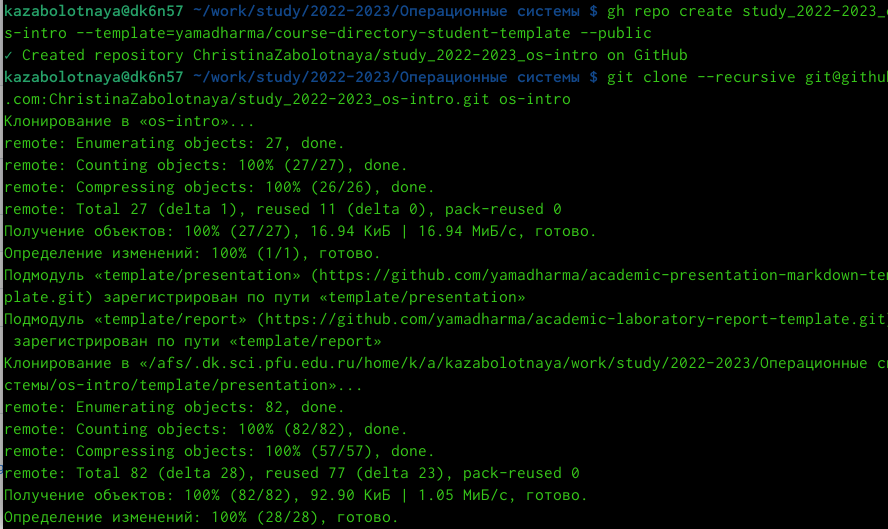 kazabolotnaya@dk6n57 ~/work/study/2022-2023/Операционные системы $ gh repo create study_2022-2023_o
s-intro --template=yamadharma/course-directory-student-template --public
✓ Created repository ChristinaZabolotnaya/study_2022-2023_os-intro on GitHub
kazabolotnaya@dk6n57 ~/work/study/2022-2023/Операционные системы $ git clone --recursive git@github
.com:ChristinaZabolotnaya/study_2022-2023_os-intro.git os-intro
Клонирование в «os-intro»...
remote: Enumerating objects: 27, done.
remote: Counting objects: 100% (27/27), done.
remote: Compressing objects: 100% (26/26), done.
remote: Total 27 (delta 1), reused 11 (delta 0), pack-reused 0
Получение объектов: 100% (27/27), 16.94 КиБ | 16.94 МиБ/с, готово.
Определение изменений: 100% (1/1), готово.
Подмодуль «template/presentation» (https://github.com/yamadharma/academic-presentation-markdown-tem
plate.git) зарегистрирован по пути «template/presentation»
Подмодуль «template/report» (https://github.com/yamadharma/academic-laboratory-report-template.git)
зарегистрирован по пути «template/report»
Клонирование в «/afs/.dk.sci.pfu.edu.ru/home/k/a/kazabolotnaya/work/study/2022-2023/Операционные си
стемы/os-intro/template/presentation»...
remote: Enumerating objects: 82, done.
remote: Counting objects: 100% (82/82), done.
remote: Compressing objects: 100% (57/57), done.
remote: Total 82 (delta 28), reused 77 (delta 23), pack-reused 0
Получение объектов: 100% (82/82), 92.90 КиБ | 1.05 МиБ/с, готово.
Определение изменений: 100% (28/28), готово.